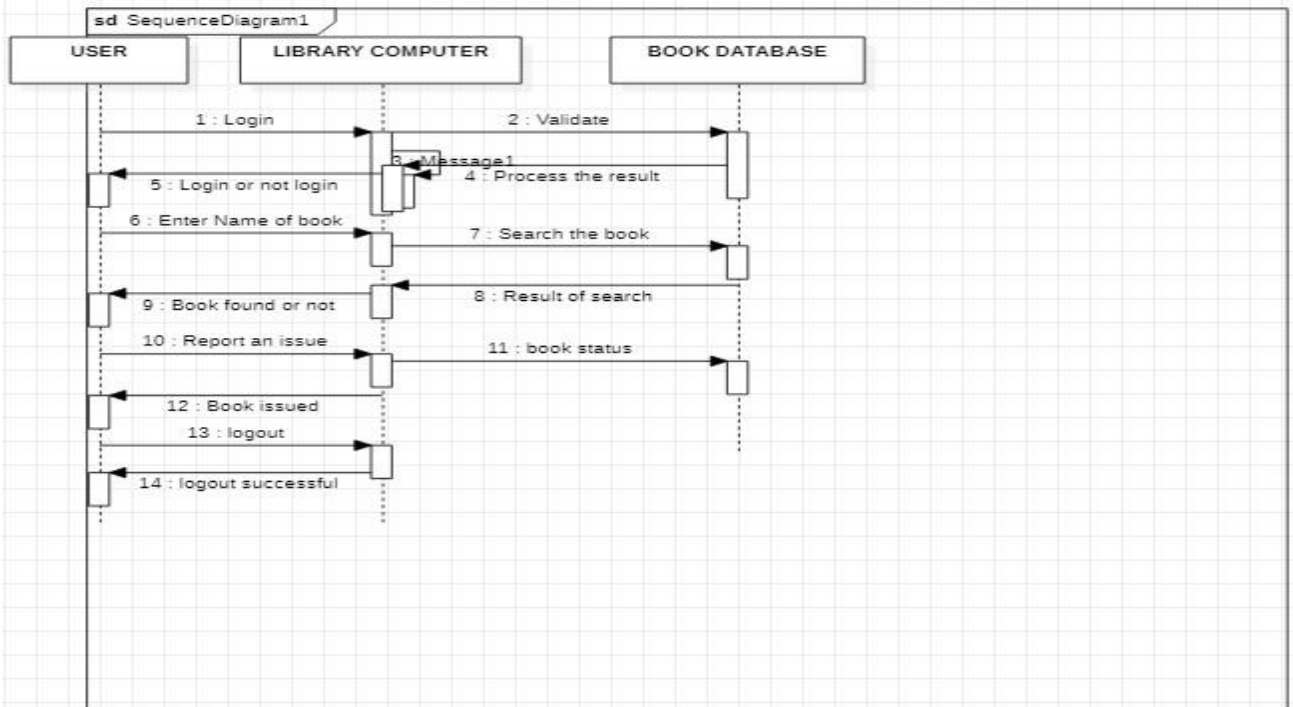 sd SequenceDiagram1
USER
LIBRARY COMPUTER
BOOK DATABASE
1 : Login
2 : Validate
3 : Message1
4 : Process the result
5 : Login or not login
6 : Enter Name of book
7 : Search the book
8 : Result of search
9 : Book found or not
10 : Report an issue
11 : book status
12 : Book issued
13 : logout
14 : logout successful